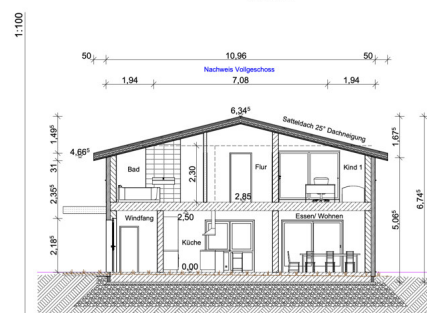 1:100
50
10,96
50
Nachweis Vollgeschoss
1,94
7,08
1,94
6,34⁵
Satteldach 25° Dachneigung
1,49⁵
1,67⁵
4,66⁵
31
Bad
2,30
Flur
Kind 1
2,35⁵
2,85
5,06⁵
6,74⁵
Windfang
2,50
Essen/ Wohnen
2,18⁵
Küche
0,00